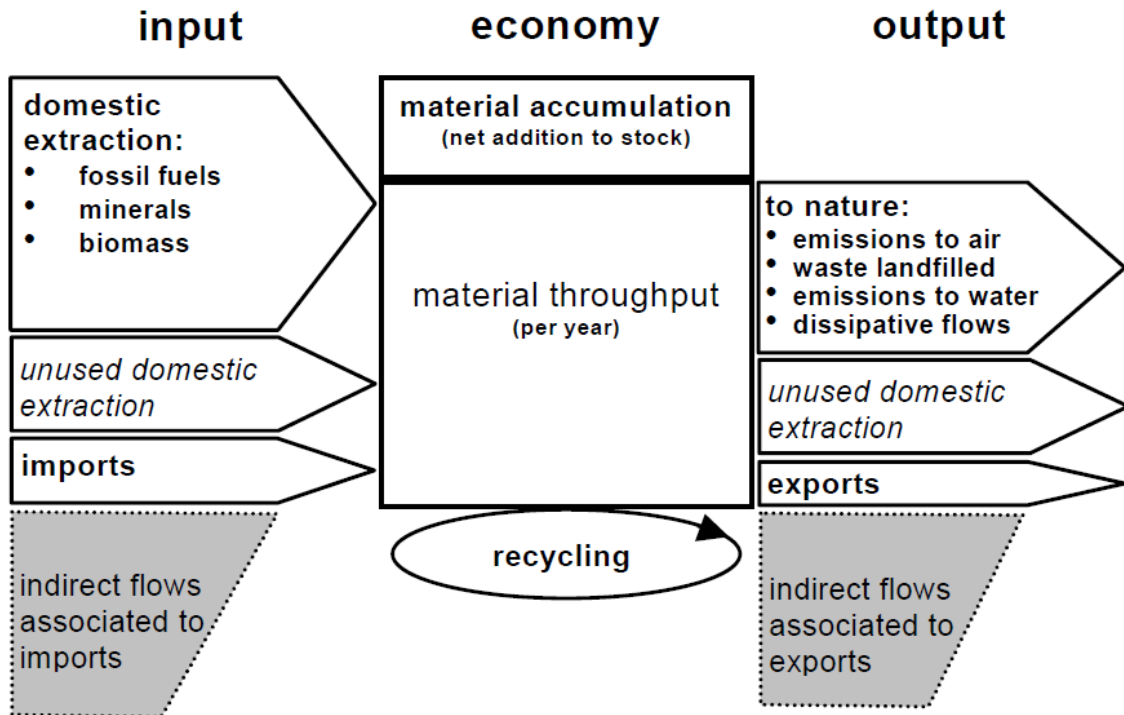 input
economy
output
domestic
extraction:
• fossil fuels
• minerals
• biomass
unused domestic
extraction
imports
indirect flows
associated to
imports
material accumulation
(net addition to stock)
material throughput
(per year)
recycling
to nature:
• emissions to air
• waste landfilled
• emissions to water
• dissipative flows
unused domestic
extraction
exports
indirect flows
associated to
exports